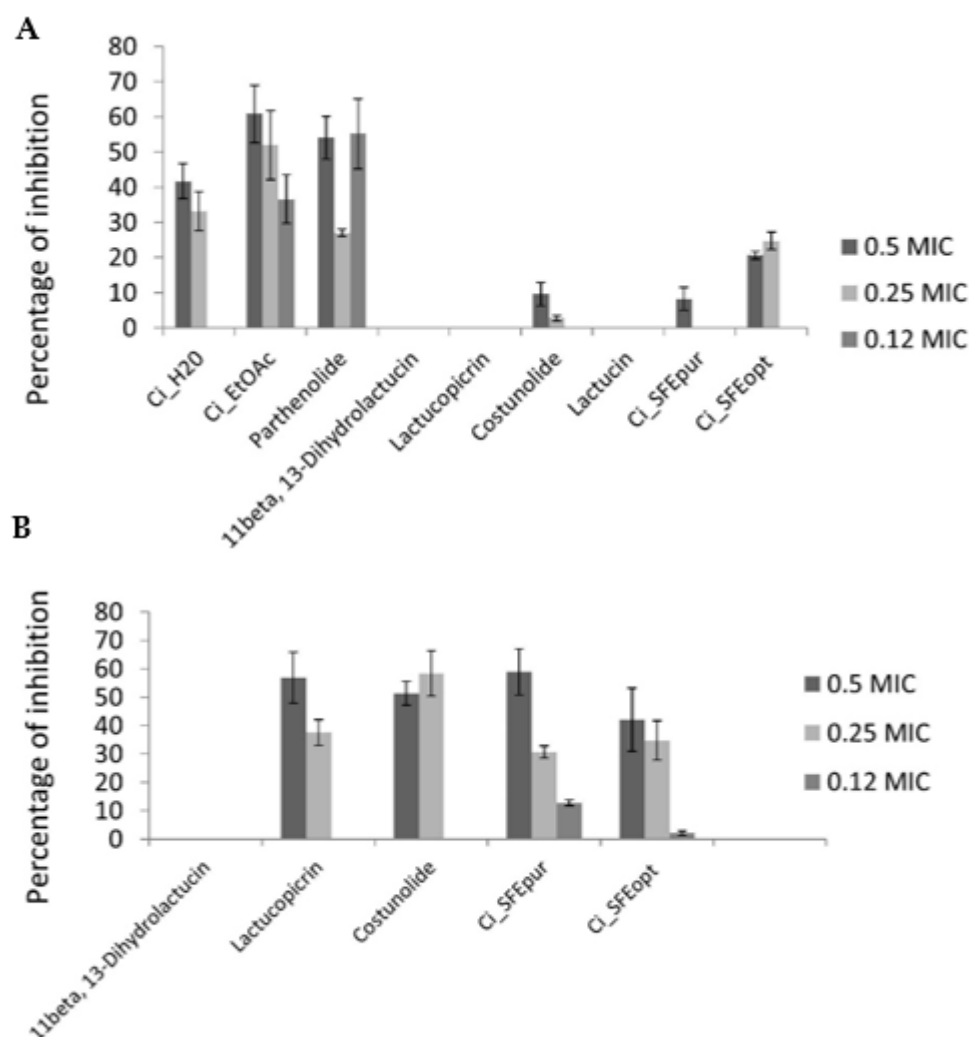 A
Percentage of inhibition
80
70
60
50
40
30
20
10
0
Ci_H20
Ci_EtOAc
Parthenolide
11beta, 13-Dihydrolactucin
Lactucopicrin
Costunolide
Lactucin
Ci_SFEpur
Ci_SFEopt
0.5 MIC
0.25 MIC
0.12 MIC
B
Percentage of inhibition
80
70
60
50
40
30
20
10
0
11beta, 13-Dihydrolactucin
Lactucopicrin
Costunolide
Ci_SFEpur
Ci_SFEopt
0.5 MIC
0.25 MIC
0.12 MIC